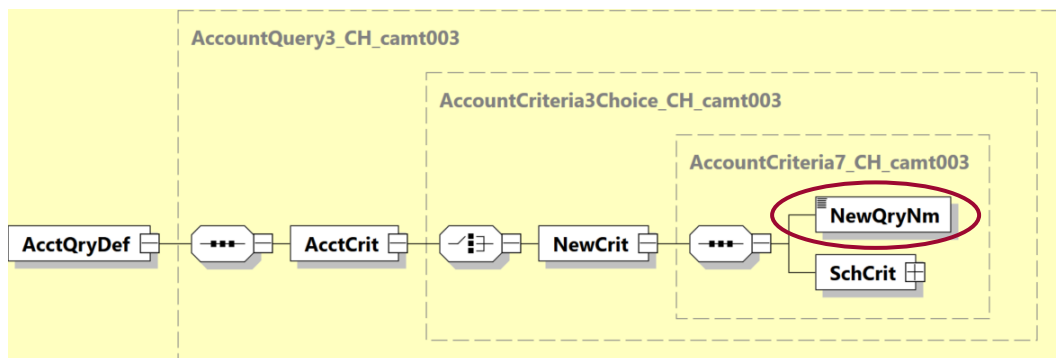 AccountQuery3_CH_camt003
AccountCriteria3Choice_CH_camt003
AccountCriteria7_CH_camt003
NewQryNm
AcctQryDef
AcctCrit
NewCrit
SchCrit